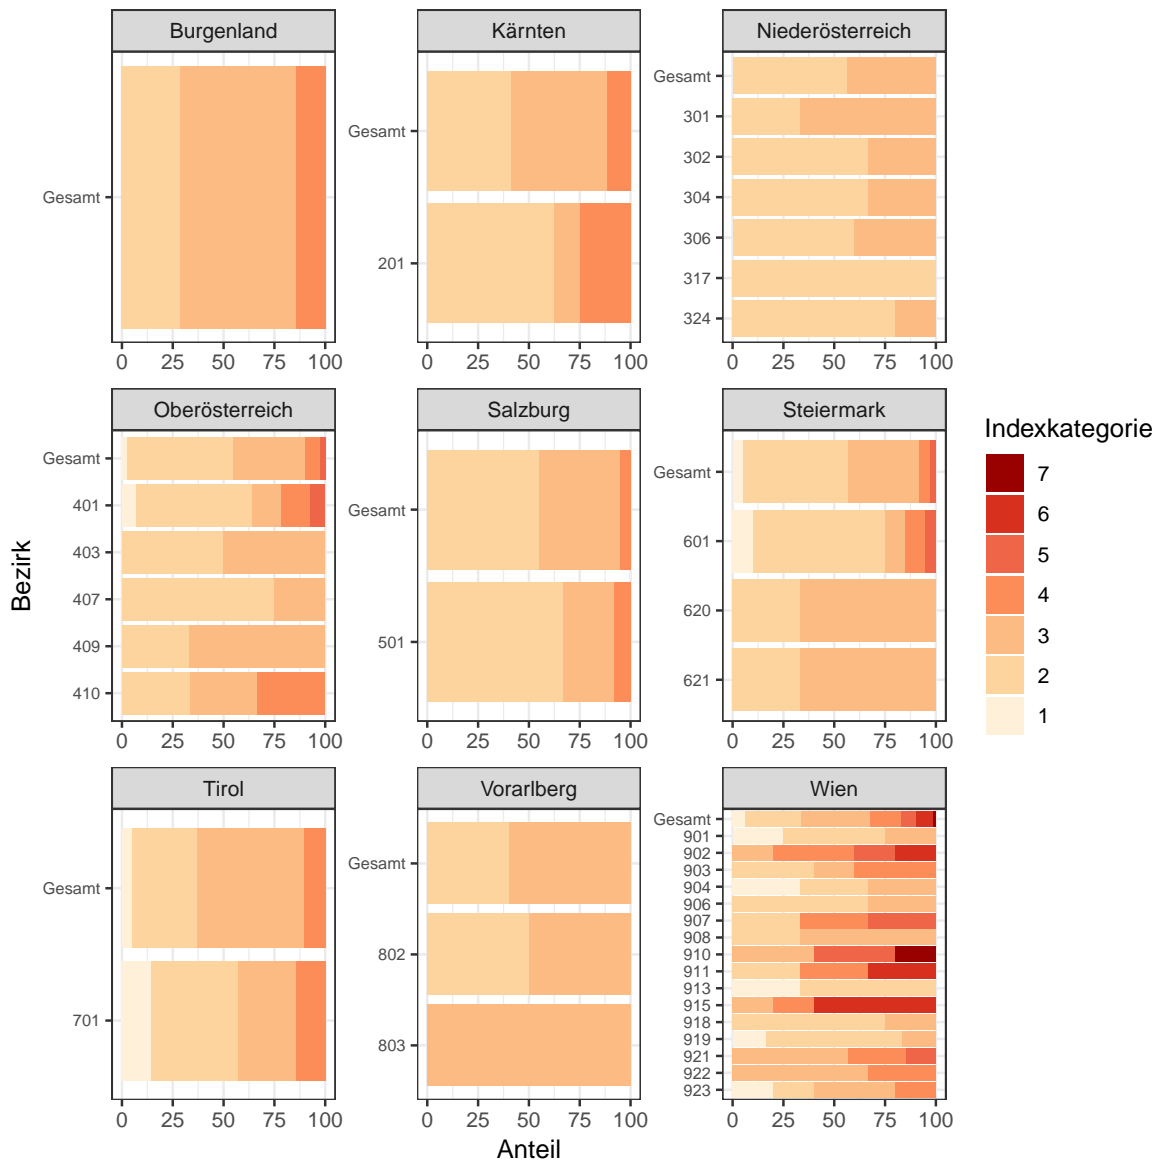 Burgenland
Kärnten
Niederösterreich
Gesamt
0 25 50 75 100
Gesamt
201
0 25 50 75 100
Gesamt
301
302
304
306
317
324
0 25 50 75 100
Oberösterreich
Salzburg
Steiermark
Gesamt
401
403
407
409
410
0 25 50 75 100
Gesamt
501
0 25 50 75 100
Gesamt
601
620
621
0 25 50 75 100
Tirol
Vorarlberg
Wien
Gesamt
701
0 25 50 75 100
Gesamt
802
803
0 25 50 75 100
Gesamt
901
902
903
904
906
907
908
910
911
913
915
918
919
921
922
923
0 25 50 75 100
Bezirk
Anteil
Indexkategorie
7
6
5
4
3
2
1